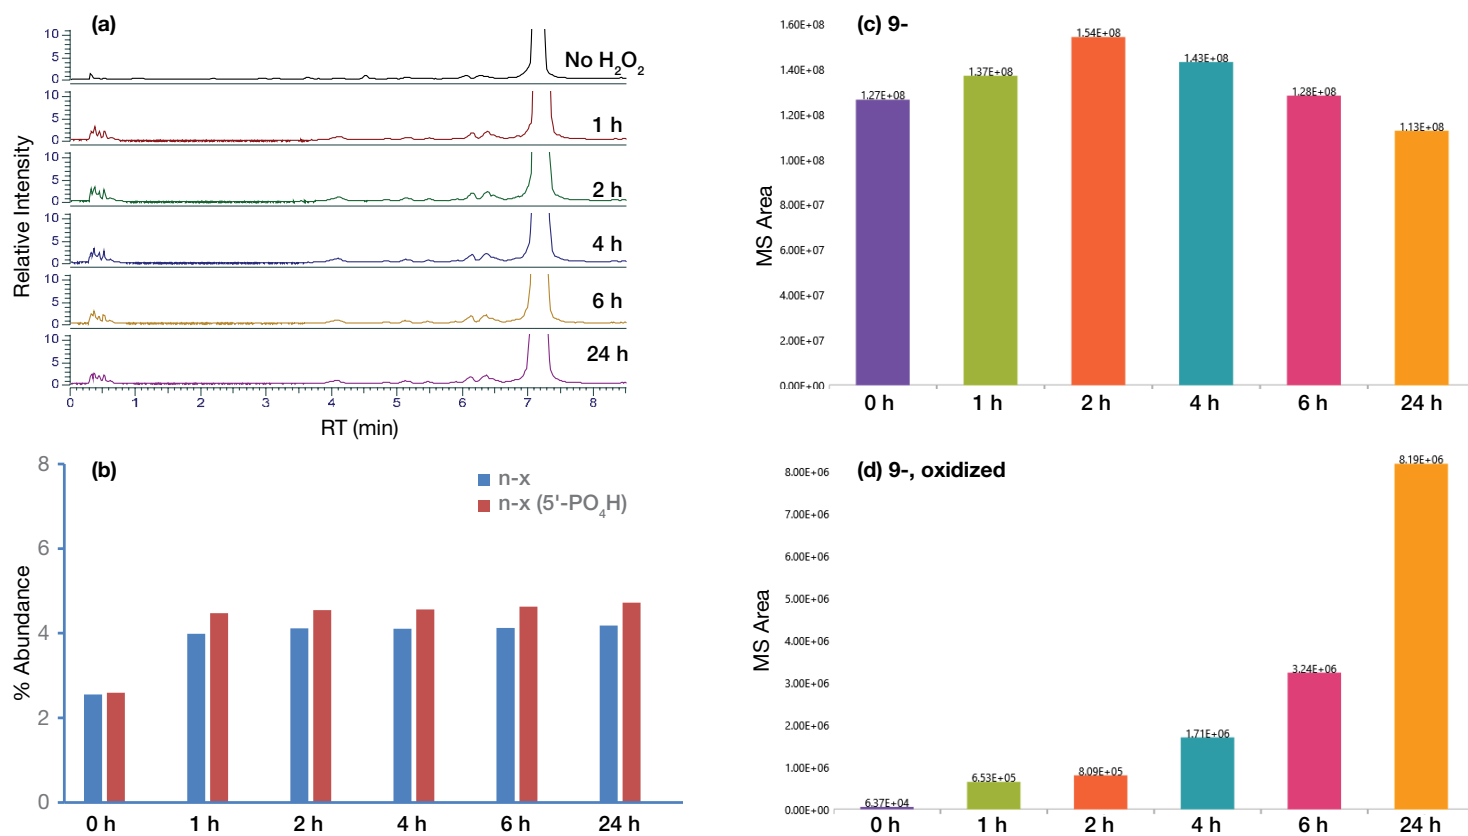 (a)
Relative Intensity
10
5
0
No H₂O₂
10
5
0
1 h
10
5
0
2 h
10
5
0
4 h
10
5
0
6 h
10
5
0
24 h
0 1 2 3 4 5 6 7 8
RT (min)
(b)
n-x
n-x (5'-PO₄H)
% Abundance
8
6
4
2
0
0 h 1 h 2 h 4 h 6 h 24 h
(c) 9-
MS Area
1.60E+08
1.40E+08
1.20E+08
1.00E+08
8.00E+07
6.00E+07
4.00E+07
2.00E+07
0.00E+00
1.27E+08 1.37E+08 1.54E+08 1.43E+08 1.28E+08 1.13E+08
0 h 1 h 2 h 4 h 6 h 24 h
(d) 9-, oxidized
MS Area
8.00E+06
7.00E+06
6.00E+06
5.00E+06
4.00E+06
3.00E+06
2.00E+06
1.00E+06
0.00E+00
6.37E+04 6.53E+05 8.09E+05 1.71E+06 3.24E+06 8.19E+06
0 h 1 h 2 h 4 h 6 h 24 h